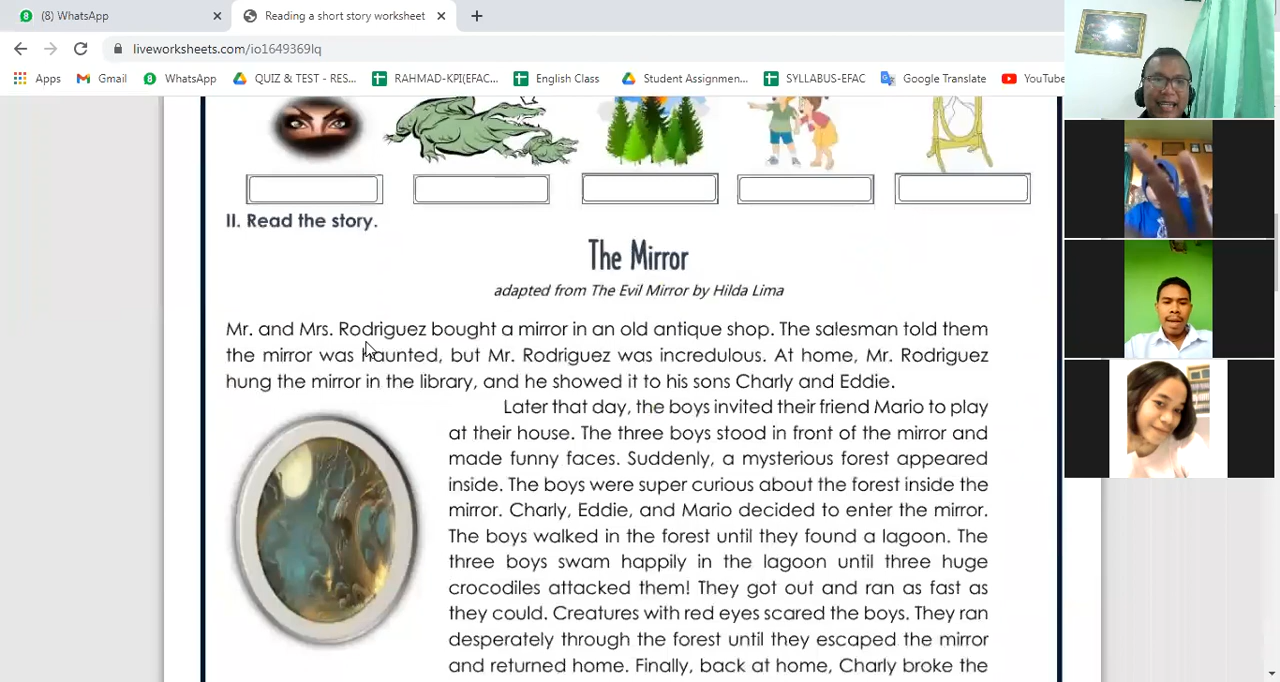 (8) WhatsApp
Reading a short story worksheet
liveworksheets.com/io1649369lq
Apps Gmail WhatsApp QUIZ & TEST - RES... RAHMAD-KPI(EFAC... English Class Student Assignmen... SYLLABUS-EFAC Google Translate YouTube
II. Read the story.
The Mirror
adapted from The Evil Mirror by Hilda Lima
Mr. and Mrs. Rodriguez bought a mirror in an old antique shop. The salesman told them
the mirror was haunted, but Mr. Rodriguez was incredulous. At home, Mr. Rodriguez
hung the mirror in the library, and he showed it to his sons Charly and Eddie.
Later that day, the boys invited their friend Mario to play
at their house. The three boys stood in front of the mirror and
made funny faces. Suddenly, a mysterious forest appeared
inside. The boys were super curious about the forest inside the
mirror. Charly, Eddie, and Mario decided to enter the mirror.
The boys walked in the forest until they found a lagoon. The
three boys swam happily in the lagoon until three huge
crocodiles attacked them! They got out and ran as fast as
they could. Creatures with red eyes scared the boys. They ran
desperately through the forest until they escaped the mirror
and returned home. Finally, back at home, Charly broke the